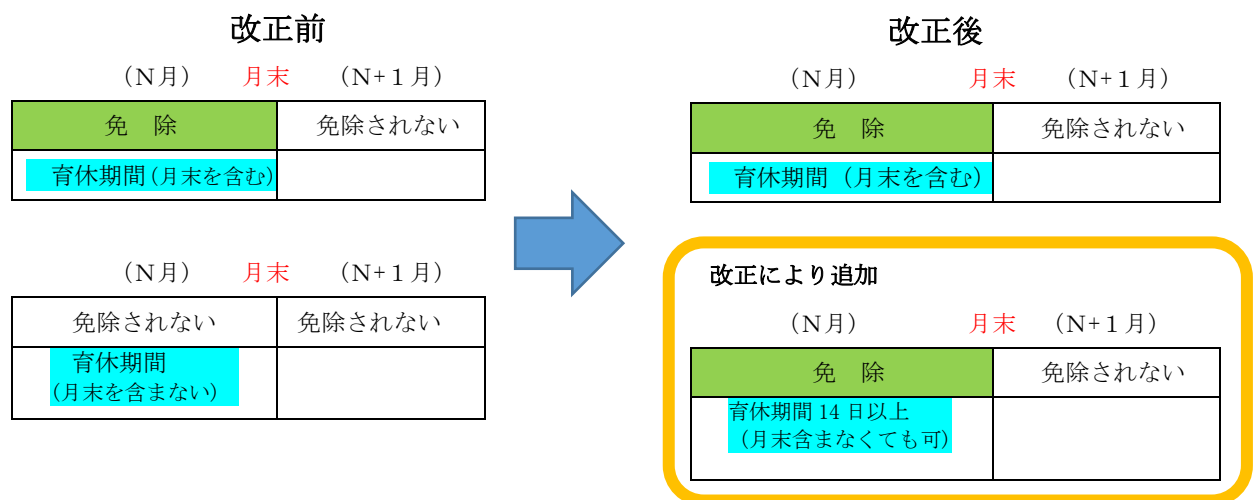 改正前
（Ｎ月） 月末 （N+１月）
免 除 免除されない
育休期間(月末を含む)
（Ｎ月） 月末 （N+１月）
免除されない 免除されない
育休期間
(月末を含まない)
改正後
（Ｎ月） 月末 （N+１月）
免 除 免除されない
育休期間（月末を含む）
改正により追加
（Ｎ月） 月末 （N+１月）
免 除 免除されない
育休期間 14 日以上
（月末含まなくても可）